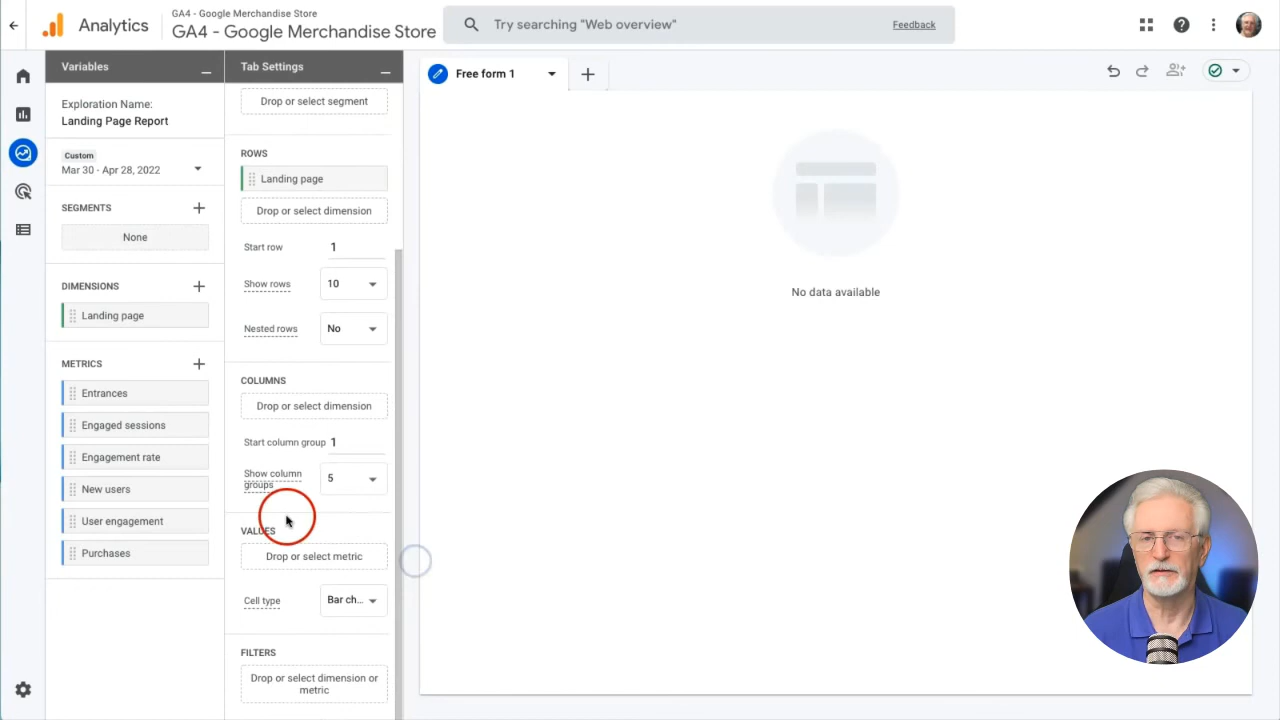 Analytics
GA4 - Google Merchandise Store
GA4 - Google Merchandise Store
Try searching "Web overview"
Feedback
Variables
Exploration Name:
Landing Page Report
Custom
Mar 30 - Apr 28, 2022
SEGMENTS
None
DIMENSIONS
Landing page
METRICS
Entrances
Engaged sessions
Engagement rate
New users
User engagement
Purchases
Tab Settings
Drop or select segment
ROWS
Landing page
Drop or select dimension
Start row 1
Show rows 10
Nested rows No
COLUMNS
Drop or select dimension
Start column group 1
Show column
groups 5
VALUES
Drop or select metric
Cell type Bar ch...
FILTERS
Drop or select dimension or
metric
Free form 1
No data available